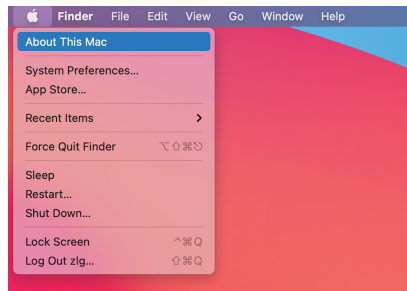 Finder File Edit View Go Window Help
About This Mac
System Preferences...
App Store...
Recent Items
Force Quit Finder ⌥⇧⌘⎋
Sleep
Restart...
Shut Down...
Lock Screen ^⌘Q
Log Out zlg... ⇧⌘Q